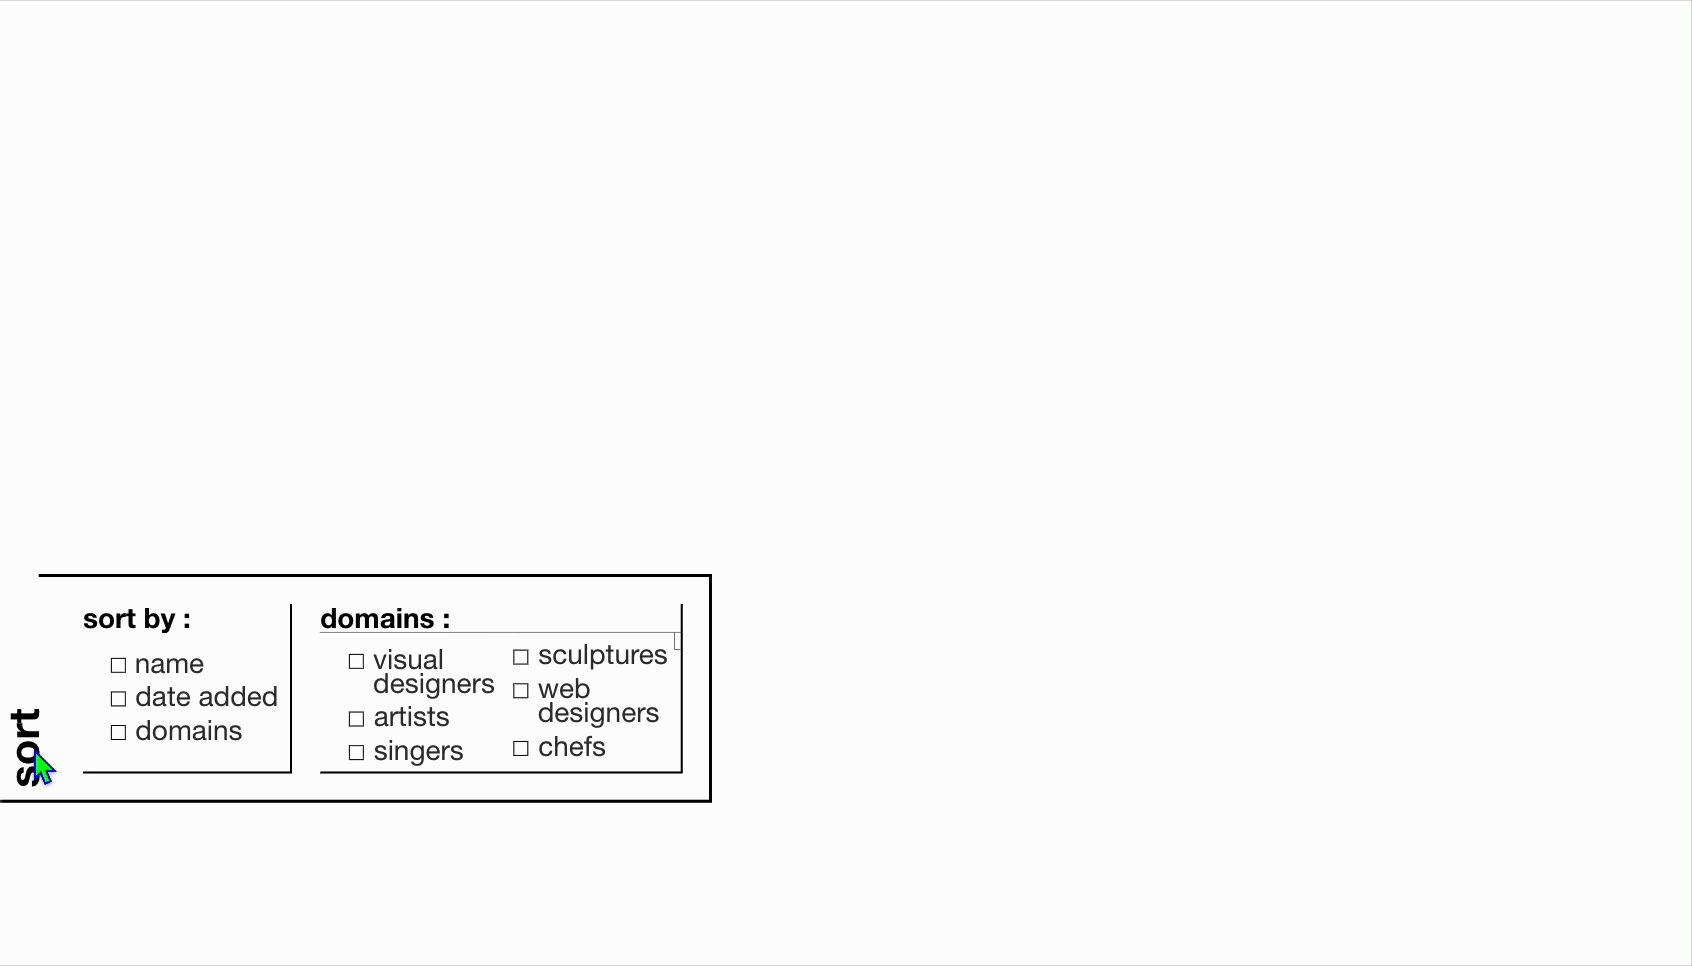 sort
sort by :
name
date added
domains
domains :
visual
designers
artists
singers
sculptures
web
designers
chefs